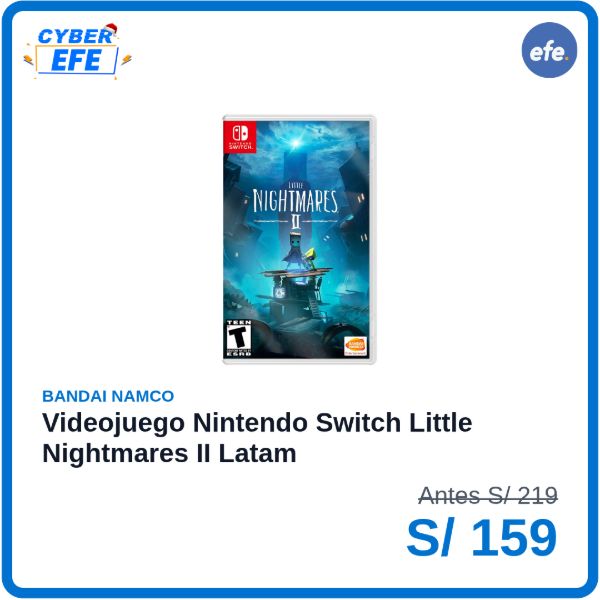 CYBER
EFE
efe.
NINTENDO
SWITCH
LITTLE
NIGHTMARES
II
TEEN
T
ESRB
BANDAI NAMCO
Videojuego Nintendo Switch Little
Nightmares II Latam
Antes S/ 219
S/ 159